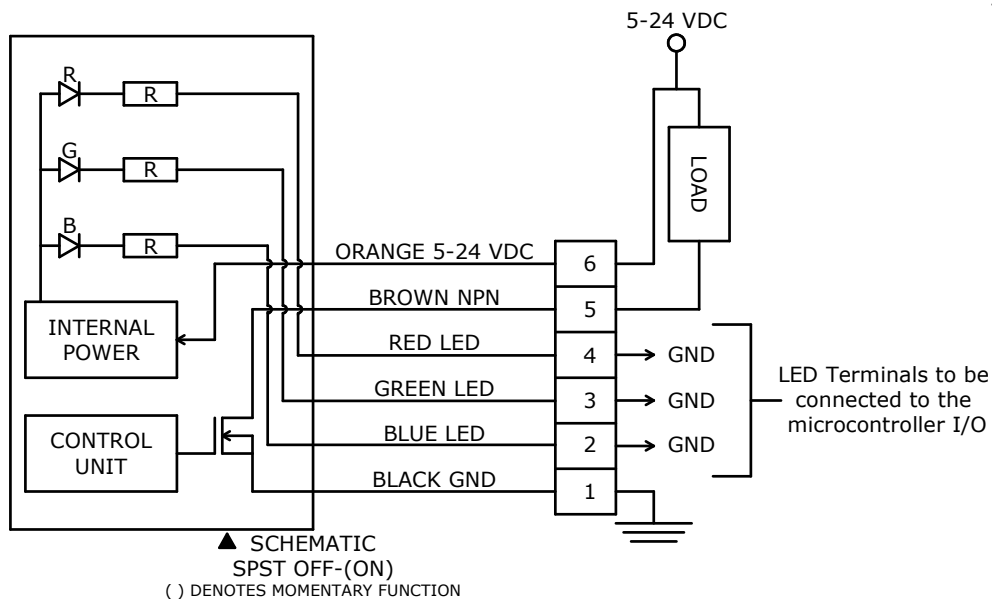 5-24 VDC
R
R
G
R
B
R
LOAD
ORANGE 5-24 VDC
6
BROWN NPN
5
INTERNAL
POWER
RED LED
4
GND
GREEN LED
3
GND
LED Terminals to be
connected to the
microcontroller I/O
BLUE LED
2
GND
CONTROL
UNIT
BLACK GND
1
▲ SCHEMATIC
SPST OFF-(ON)
( ) DENOTES MOMENTARY FUNCTION